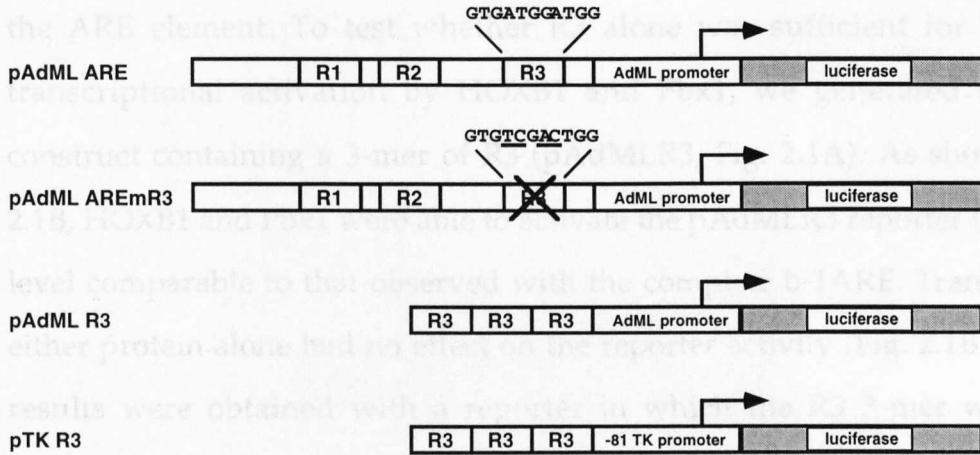 the ARE element. To test whether R3 alone was sufficient for
GTGATGGATGG
pAdML ARE R1 R2 R3 AdML promoter luciferase
transcriptional activation by HOXB1 and Pbx1, we generated
GTGTCGACTGG
construct containing a 3-mer of R3 (pAdMLR3, Fig. 2.1A). As
pAdML AREmR3 R1 R2 AdML promoter luciferase
2.1B, HOXB1 and Pbx1 were able to activate the pAdMLR3 reporter
level comparable to that observed with the complete b-1ARE.
pAdML R3 R3 R3 R3 AdML promoter luciferase
either protein alone had no effect on the reporter activity (Fig. 2.1B
results were obtained with a reporter in which the R3 3-mer
pTK R3 R3 R3 R3 -81 TK promoter luciferase